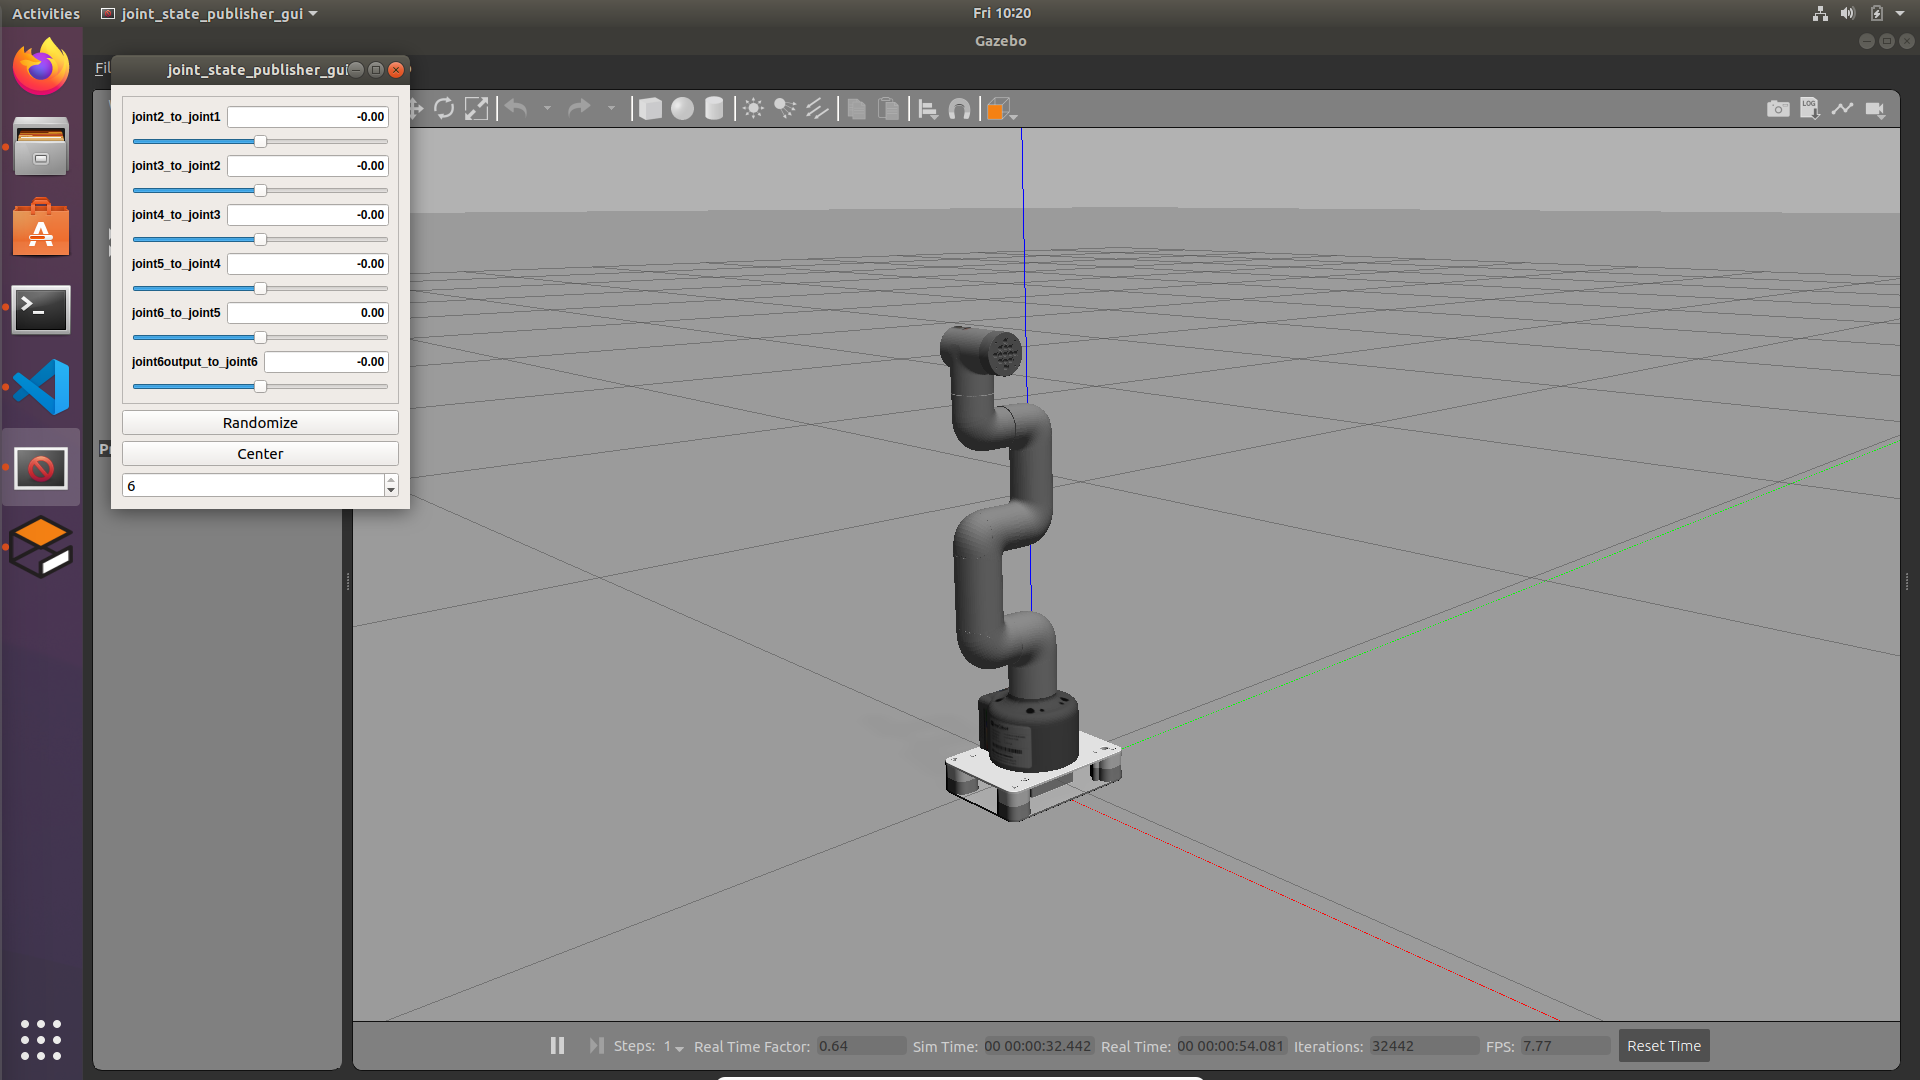 Activities
joint_state_publisher_gui
Fri 10:20
Gazebo
Fil
joint_state_publisher_gui
joint2_to_joint1 -0.00
joint3_to_joint2 -0.00
joint4_to_joint3 -0.00
joint5_to_joint4 -0.00
joint6_to_joint5 0.00
joint6output_to_joint6 -0.00
Randomize
Center
6
LOG
Steps: 1 Real Time Factor: 0.64 Sim Time: 00 00:00:32.442 Real Time: 00 00:00:54.081 Iterations: 32442 FPS: 7.77 Reset Time